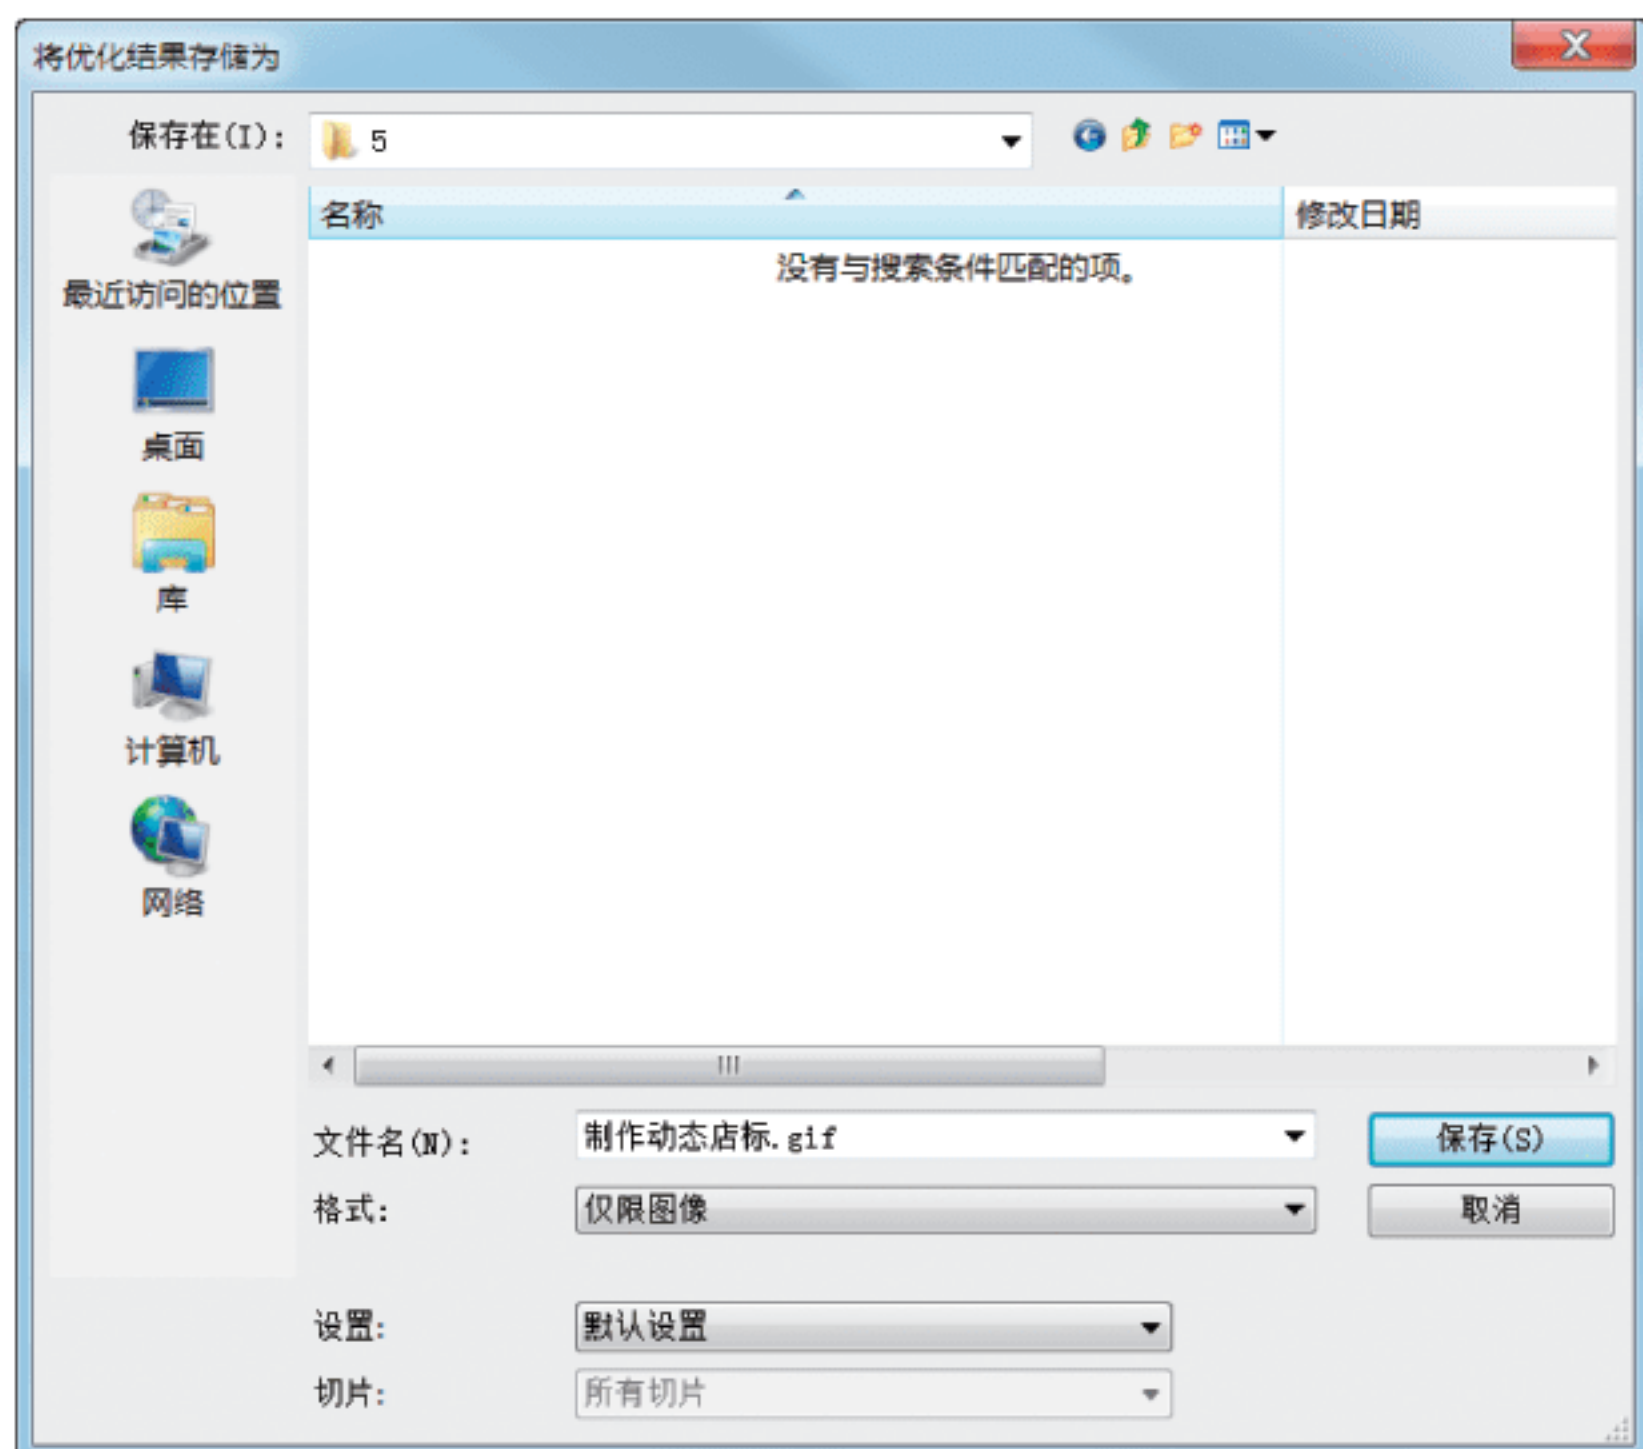 将优化结果存储为
保存在(I): 5
名称 修改日期
没有与搜索条件匹配的项。
最近访问的位置
桌面
库
计算机
网络
文件名(N): 制作动态店标.gif 保存(S)
格式: 仅限图像 取消
设置: 默认设置
切片: 所有切片